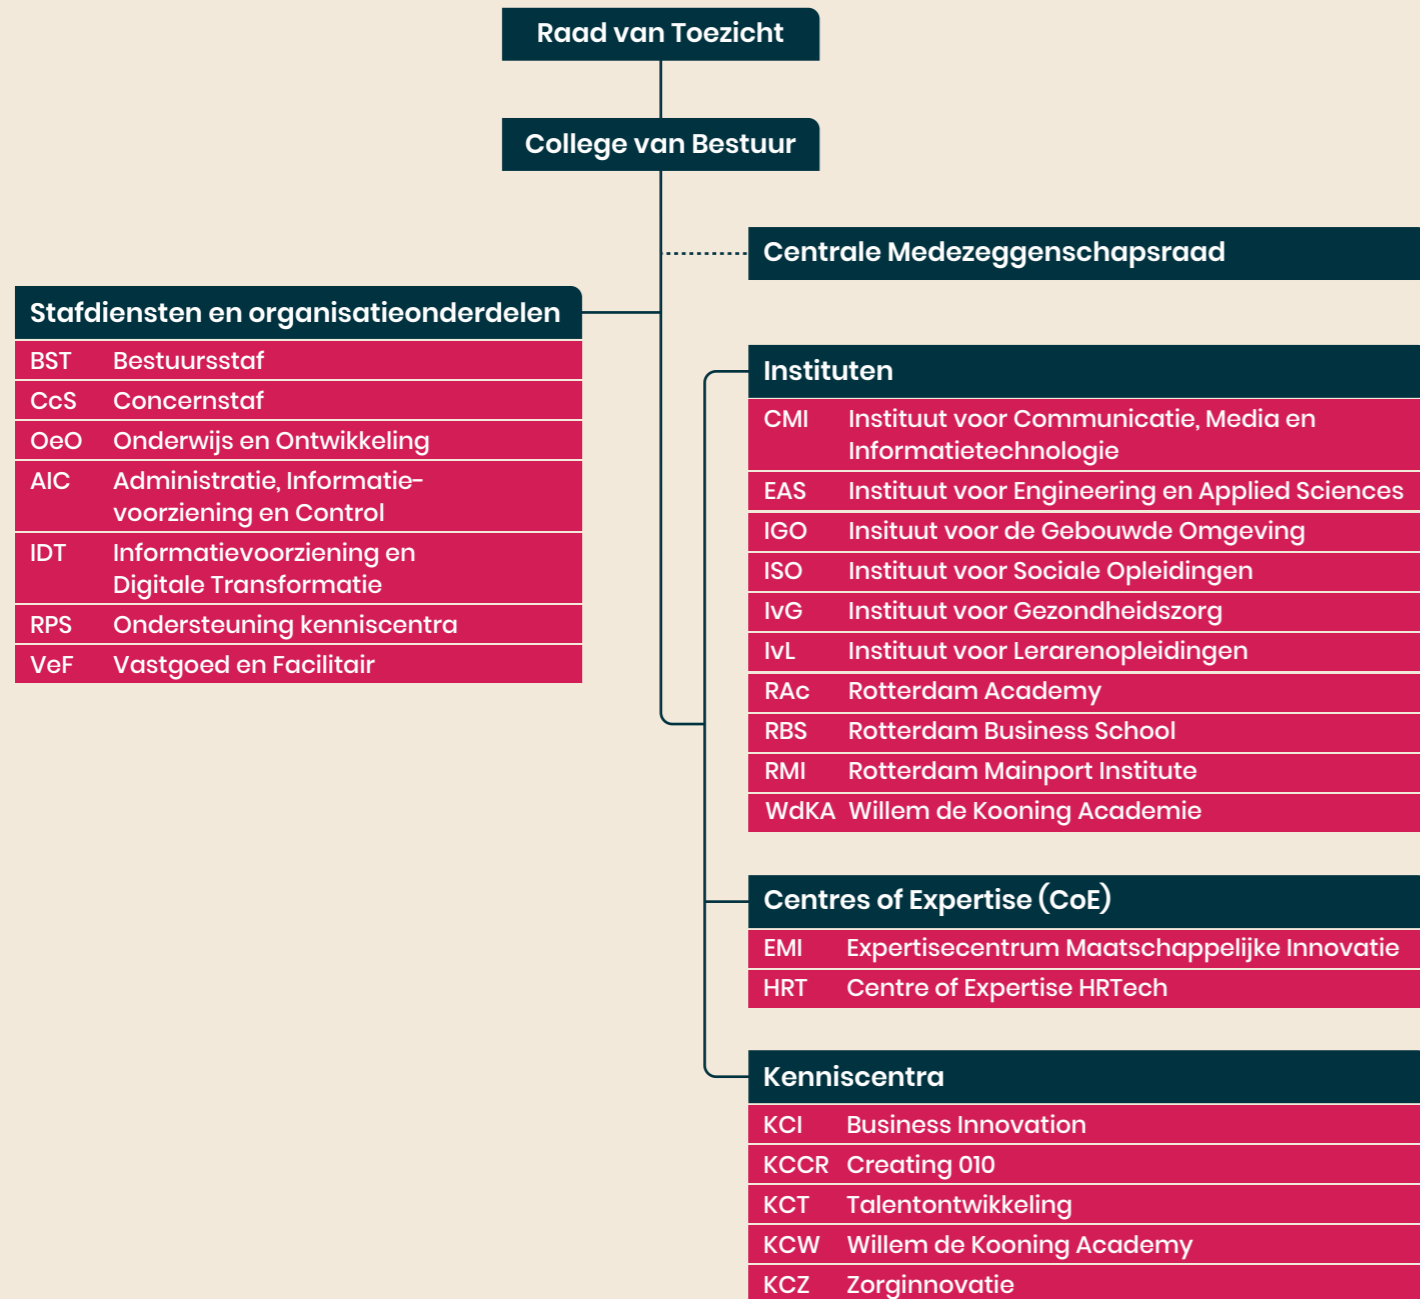 Raad van Toezicht
College van Bestuur
Centrale Medezeggenschapsraad
Stafdiensten en organisatieonderdelen
BST Bestuursstaf
CcS Concernstaf
OeO Onderwijs en Ontwikkeling
AIC Administratie, Informatie-
voorziening en Control
IDT Informatievoorziening en
Digitale Transformatie
RPS Ondersteuning kenniscentra
VeF Vastgoed en Facilitair
Instituten
CMI Instituut voor Communicatie, Media en
Informatietechnologie
EAS Instituut voor Engineering en Applied Sciences
IGO Insituut voor de Gebouwde Omgeving
ISO Instituut voor Sociale Opleidingen
IvG Instituut voor Gezondheidszorg
IvL Instituut voor Lerarenopleidingen
RAc Rotterdam Academy
RBS Rotterdam Business School
RMI Rotterdam Mainport Institute
WdKA Willem de Kooning Academie
Centres of Expertise (CoE)
EMI Expertisecentrum Maatschappelijke Innovatie
HRT Centre of Expertise HRTech
Kenniscentra
KCI Business Innovation
KCCR Creating 010
KCT Talentontwikkeling
KCW Willem de Kooning Academy
KCZ Zorginnovatie